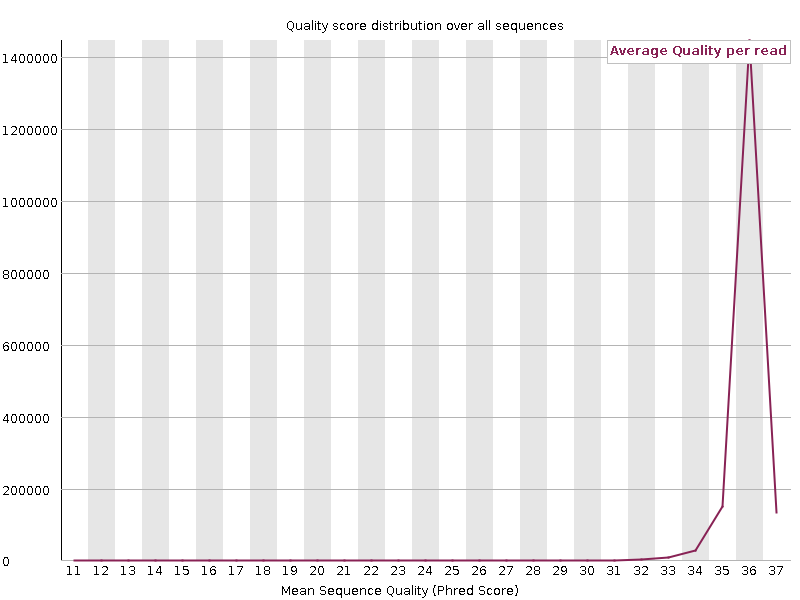 Quality score distribution over all sequences
Average Quality per read
1400000
1200000
1000000
800000
600000
400000
200000
0
11 12 13 14 15 16 17 18 19 20 21 22 23 24 25 26 27 28 29 30 31 32 33 34 35 36 37
Mean Sequence Quality (Phred Score)